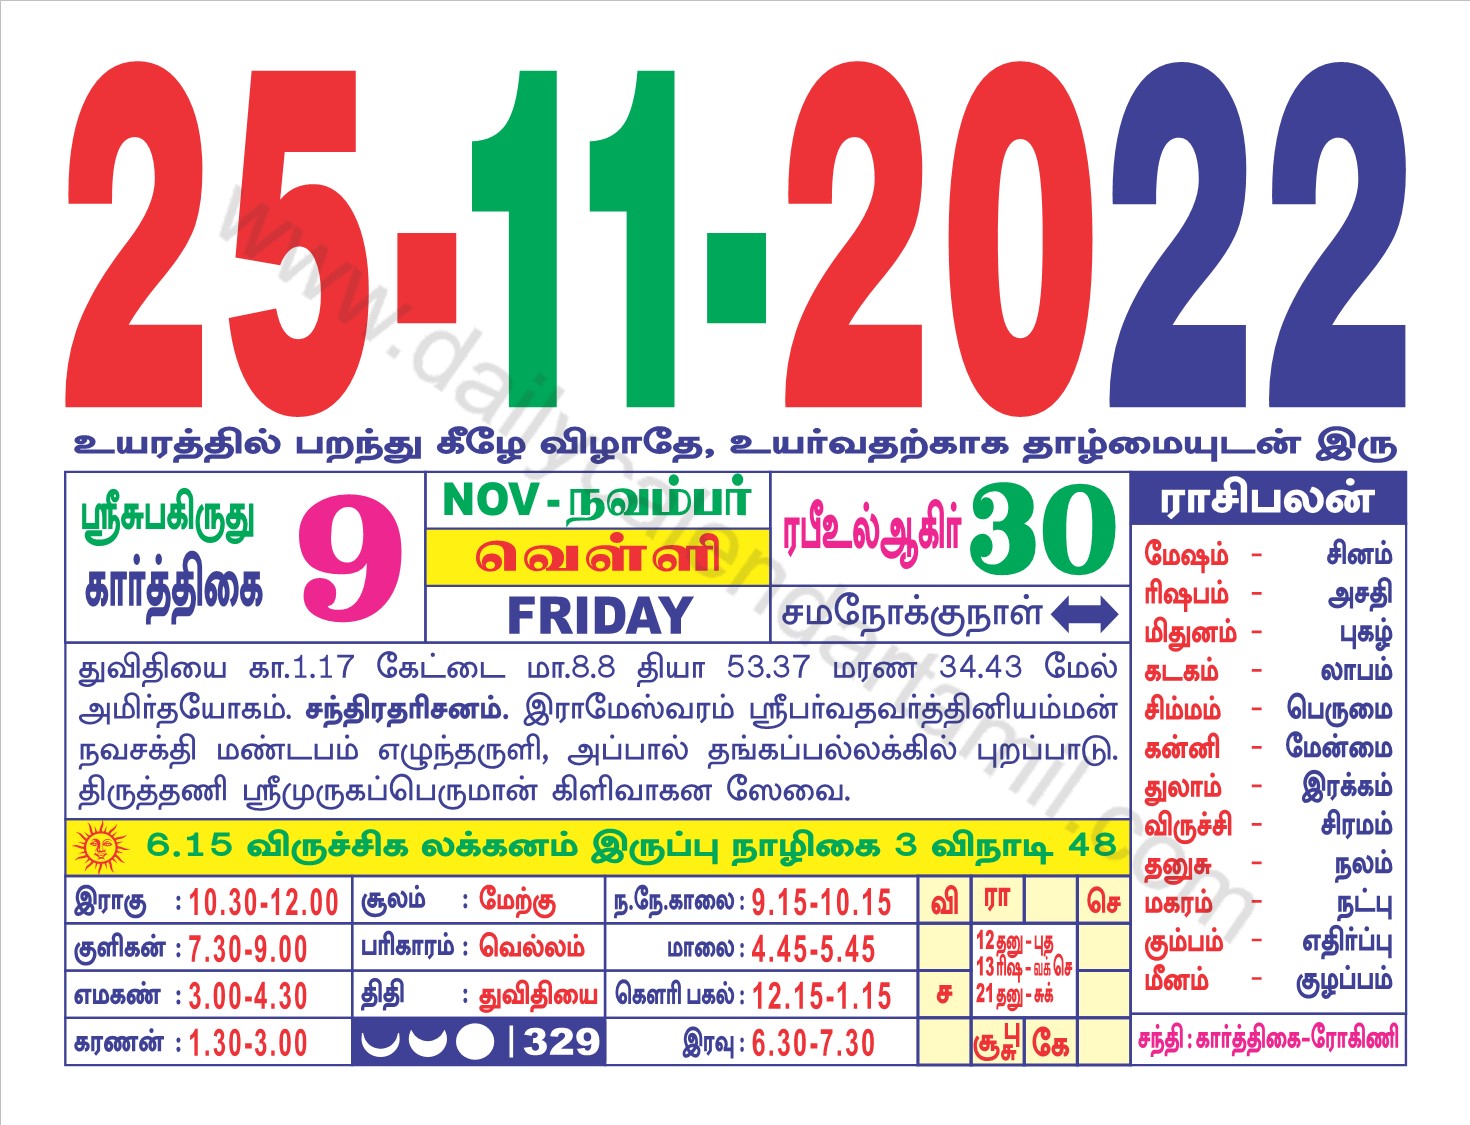 25-11-2022
உயரத்தில் பறந்து கீழே விழாதே, உயர்வதற்காக தாழ்மையுடன் இரு
ஸ்ரீசுபகிருது
கார்த்திகை
9
NOV - நவம்பர்
வெள்ளி
FRIDAY
ரபீஉல்ஆகிர் 30
சமநோக்குநாள்
துவிதியை கா.1.17 கேட்டை மா.8.8 தியா 53.37 மரண 34.43 மேல்
அமிர்தயோகம். சந்திரதரிசனம். இராமேஸ்வரம் ஸ்ரீபர்வதவர்த்தினியம்மன்
நவசக்தி மண்டபம் எழுந்தருளி, அப்பால் தங்கப்பல்லக்கில் புறப்பாடு.
திருத்தணி ஸ்ரீமுருகப்பெருமான் கிளிவாகன ஸேவை.
6.15 விருச்சிக லக்கனம் இருப்பு நாழிகை 3 விநாடி 48
இராகு : 10.30-12.00
குளிகன் : 7.30-9.00
எமகண் : 3.00-4.30
கரணன் : 1.30-3.00
சூலம் : மேற்கு
பரிகாரம் : வெல்லம்
திதி : துவிதியை
|329
ந.நே.காலை : 9.15-10.15
மாலை : 4.45-5.45
கௌரி பகல் : 12.15-1.15
இரவு : 6.30-7.30
வி ரா செ
12 தனு - புத
13 ரிஷ - வக் செ
21 தனு - சுக்
ச
சூ பு சு கே
ராசிபலன்
மேஷம் - சினம்
ரிஷபம் - அசதி
மிதுனம் - புகழ்
கடகம் - லாபம்
சிம்மம் - பெருமை
கன்னி - மேன்மை
துலாம் - இரக்கம்
விருச்சி - சிரமம்
தனுசு - நலம்
மகரம் - நட்பு
கும்பம் - எதிர்ப்பு
மீனம் - குழப்பம்
சந்தி : கார்த்திகை-ரோகிணி
www.dailycalendartamil.com